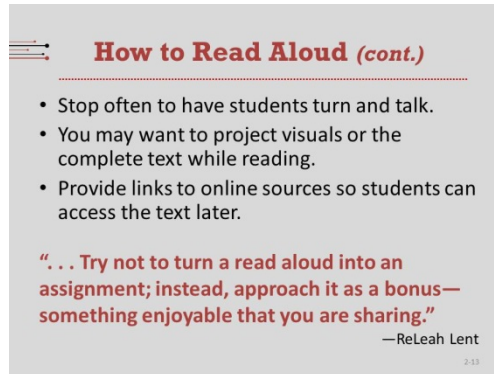 How to Read Aloud (cont.)
• Stop often to have students turn and talk.
• You may want to project visuals or the
complete text while reading.
• Provide links to online sources so students can
access the text later.
“. . . Try not to turn a read aloud into an
assignment; instead, approach it as a bonus—
something enjoyable that you are sharing.”
—ReLeah Lent
2-13